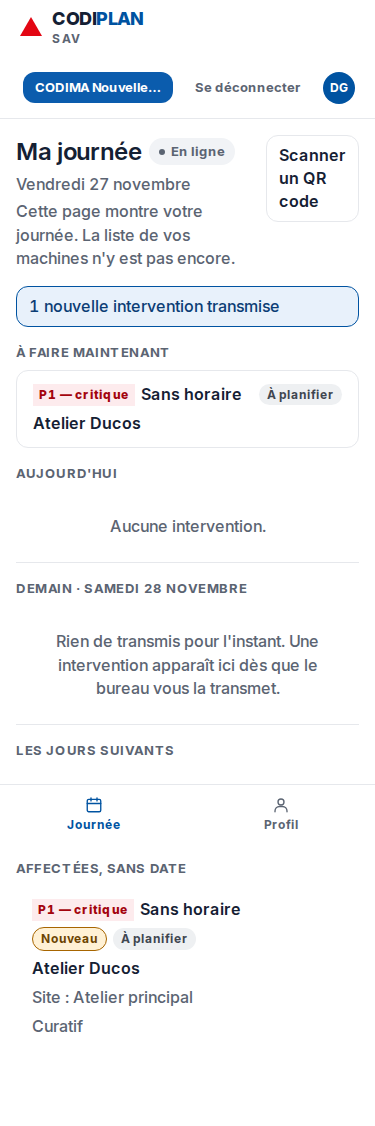 CODIPLAN
SAV
CODIMA Nouvelle...
Se déconnecter
DG
Ma journée
En ligne
Scanner
un QR
code
Vendredi 27 novembre
Cette page montre votre
journée. La liste de vos
machines n'y est pas encore.
1 nouvelle intervention transmise
À FAIRE MAINTENANT
P1 — critique Sans horaire À planifier
Atelier Ducos
AUJOURD'HUI
Aucune intervention.
DEMAIN · SAMEDI 28 NOVEMBRE
Rien de transmis pour l'instant. Une
intervention apparaît ici dès que le
bureau vous la transmet.
LES JOURS SUIVANTS
Journée
Profil
AFFECTÉES, SANS DATE
P1 — critique Sans horaire
Nouveau À planifier
Atelier Ducos
Site : Atelier principal
Curatif